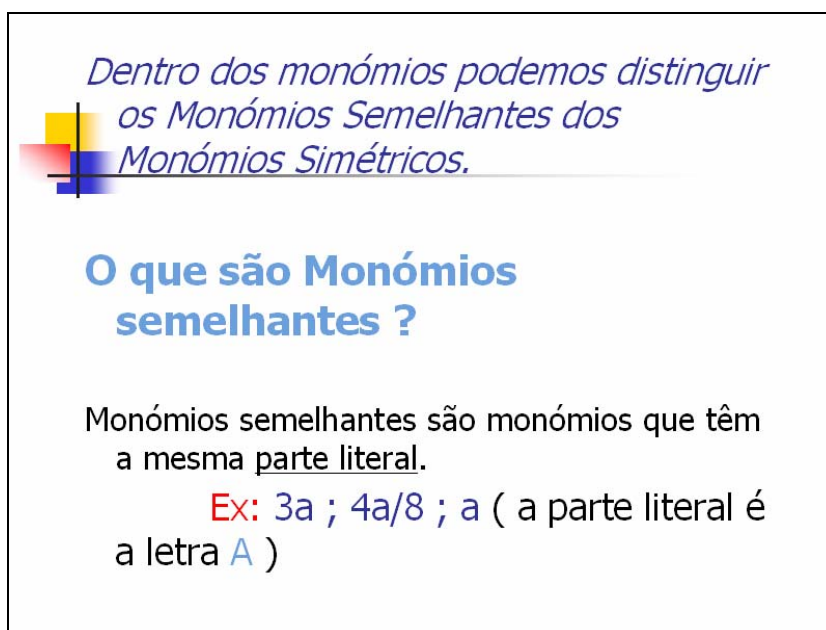 Dentro dos monómios podemos distinguir
os Monómios Semelhantes dos
Monómios Simétricos.
O que são Monómios
semelhantes ?
Monómios semelhantes são monómios que têm
a mesma parte literal.
Ex: 3a ; 4a/8 ; a ( a parte literal é
a letra A )